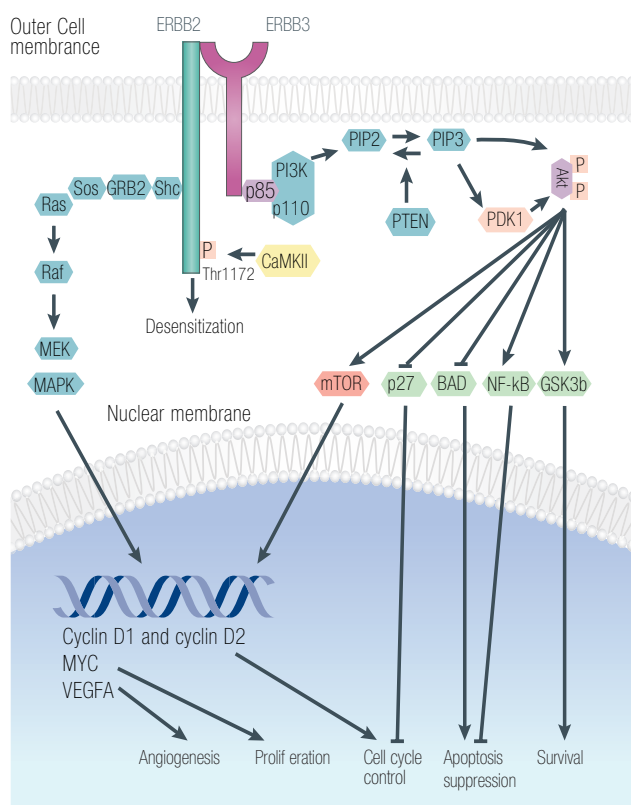 Outer Cell
membrance
ERBB2
ERBB3
PIP2
PIP3
PI3K
p85
p110
Akt
P
P
PTEN
PDK1
Sos
GRB2
Shc
Ras
P
Thr1172
CaMKII
Raf
Desensitization
MEK
MAPK
mTOR
p27
BAD
NF-kB
GSK3b
Nuclear membrane
Cyclin D1 and cyclin D2
MYC
VEGFA
Angiogenesis
Prolif eration
Cell cycle
control
Apoptosis
suppression
Survival